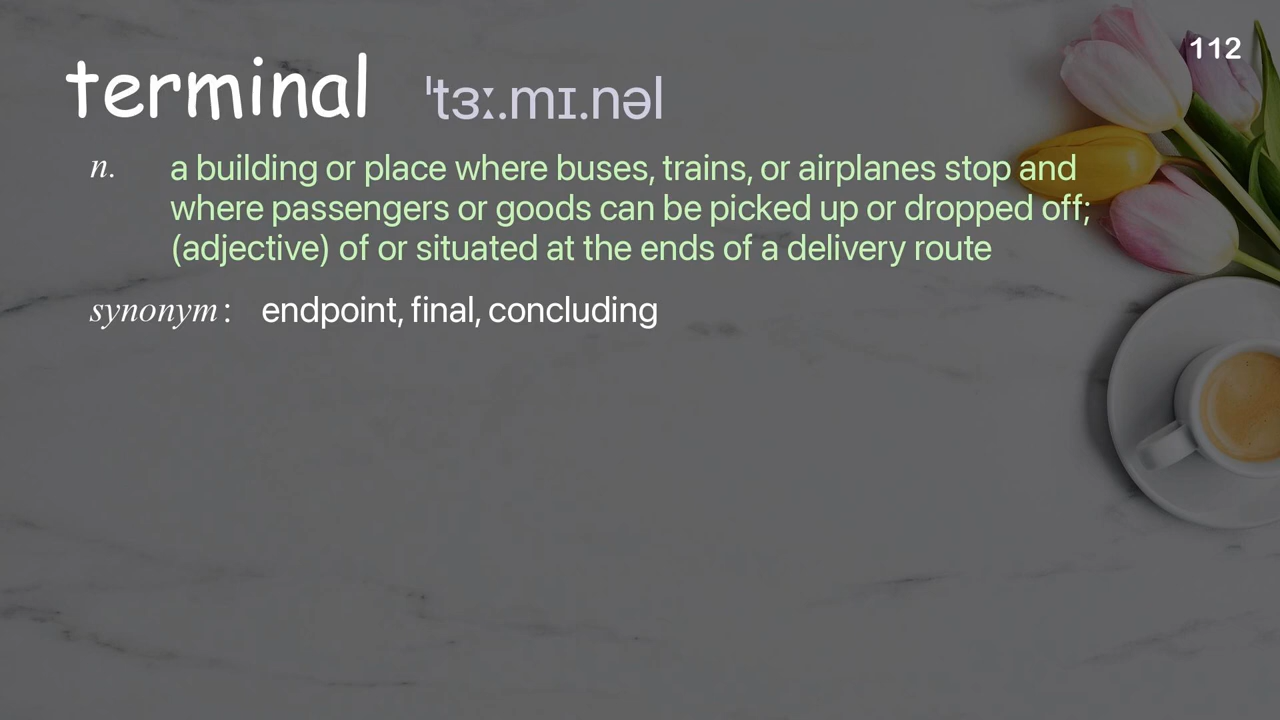 112
terminal ˈtɜː.mɪ.nəl
n. a building or place where buses, trains, or airplanes stop and
where passengers or goods can be picked up or dropped off;
(adjective) of or situated at the ends of a delivery route
synonym: endpoint, final, concluding